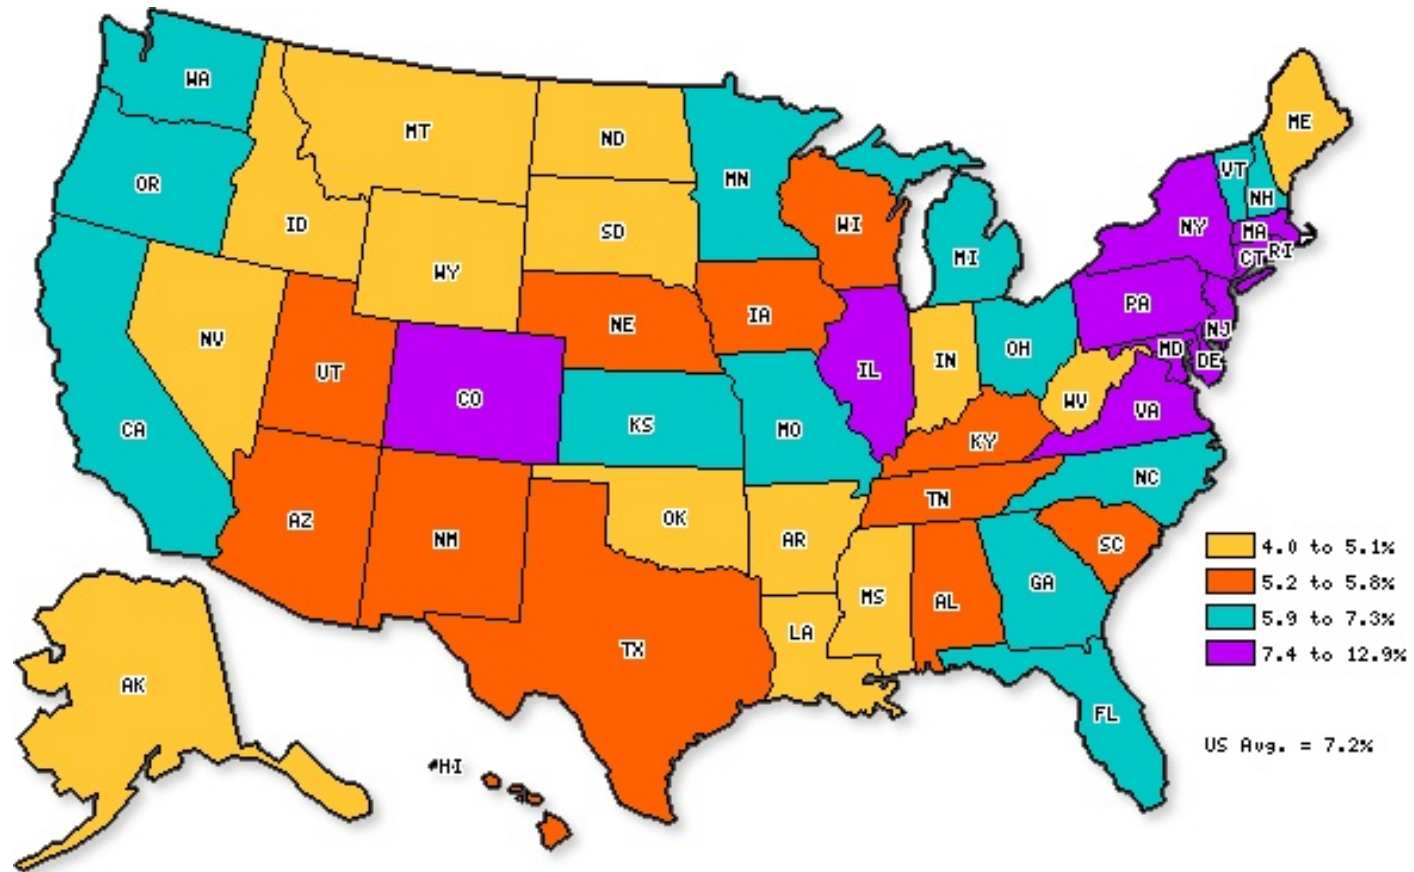 WA
MT
ND
ME
OR
MN
VT
NH
ID
SD
WI
NY
MA
RI
CT
MI
WY
PA
NV
NE
IA
NJ
OH
MD
DE
UT
IN
IL
CO
WV
VA
CA
KS
MO
KY
NC
AZ
NM
OK
TN
AR
SC
GA
MS
AL
LA
TX
AK
FL
HI
4.0 to 5.1%
5.2 to 5.8%
5.9 to 7.3%
7.4 to 12.9%
US Avg. = 7.2%